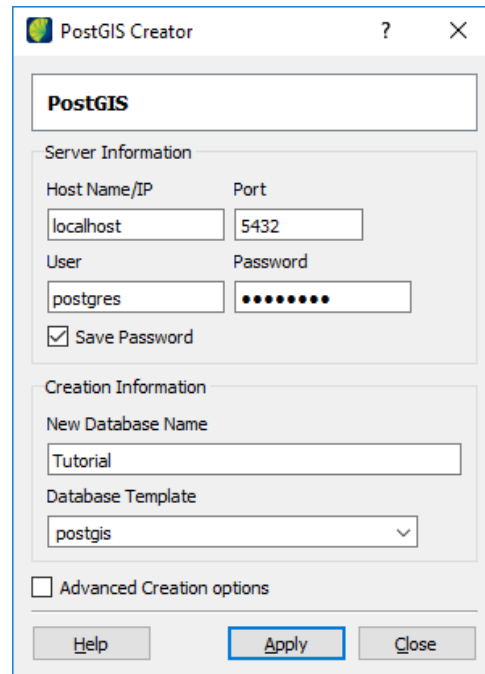 PostGIS Creator ?
PostGIS
Server Information
Host Name/IP Port
localhost 5432
User Password
postgres ●●●●●●●●
Save Password
Creation Information
New Database Name
Tutorial
Database Template
postgis
Advanced Creation options
Help Apply Close